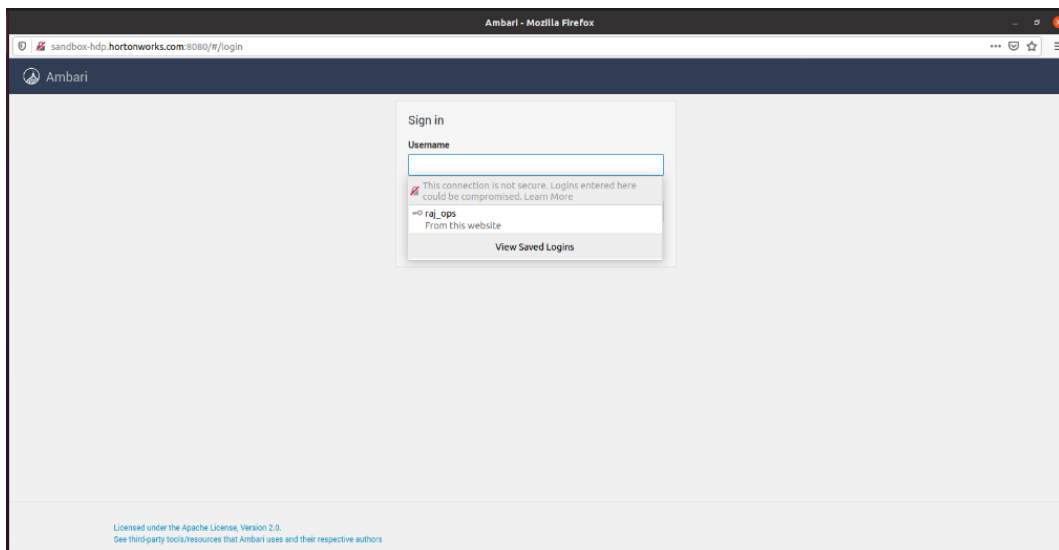 Ambari - Mozilla Firefox
sandbox-hdp.hortonworks.com:8080/#/login
Ambari
Sign in
Username
This connection is not secure. Logins entered here
could be compromised. Learn More
raj_ops
From this website
View Saved Logins
Licensed under the Apache License, Version 2.0.
See third-party tools/resources that Ambari uses and their respective authors